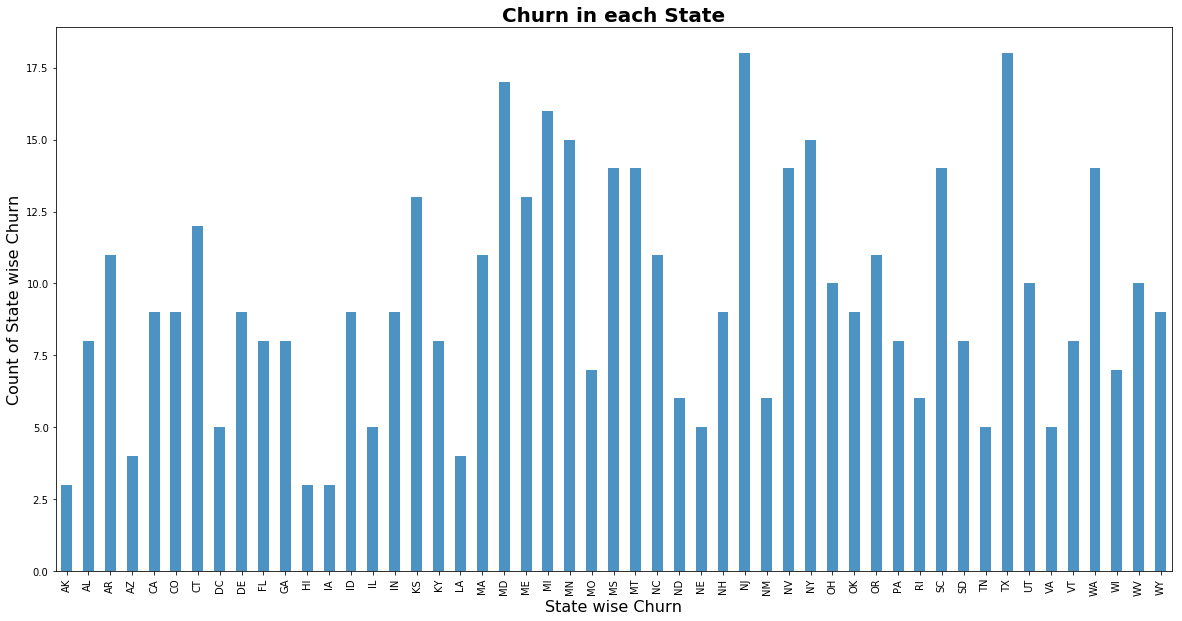 Churn in each State
Count of State wise Churn
17.5
15.0
12.5
10.0
7.5
5.0
2.5
0.0
AK AL AR AZ CA CO CT DC DE FL GA HI IA ID IL IN KS KY LA MA MD ME MI MN MO MS MT NC ND NE NH NJ NM NV NY OH OK OR PA RI SC SD TN TX UT VA VT WA WI WV WY
State wise Churn